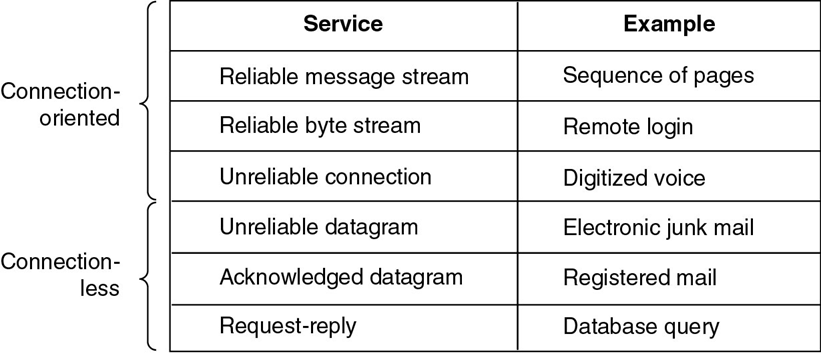 Service Example
Connection-
oriented
Reliable message stream Sequence of pages
Reliable byte stream Remote login
Unreliable connection Digitized voice
Connection-
less
Unreliable datagram Electronic junk mail
Acknowledged datagram Registered mail
Request-reply Database query